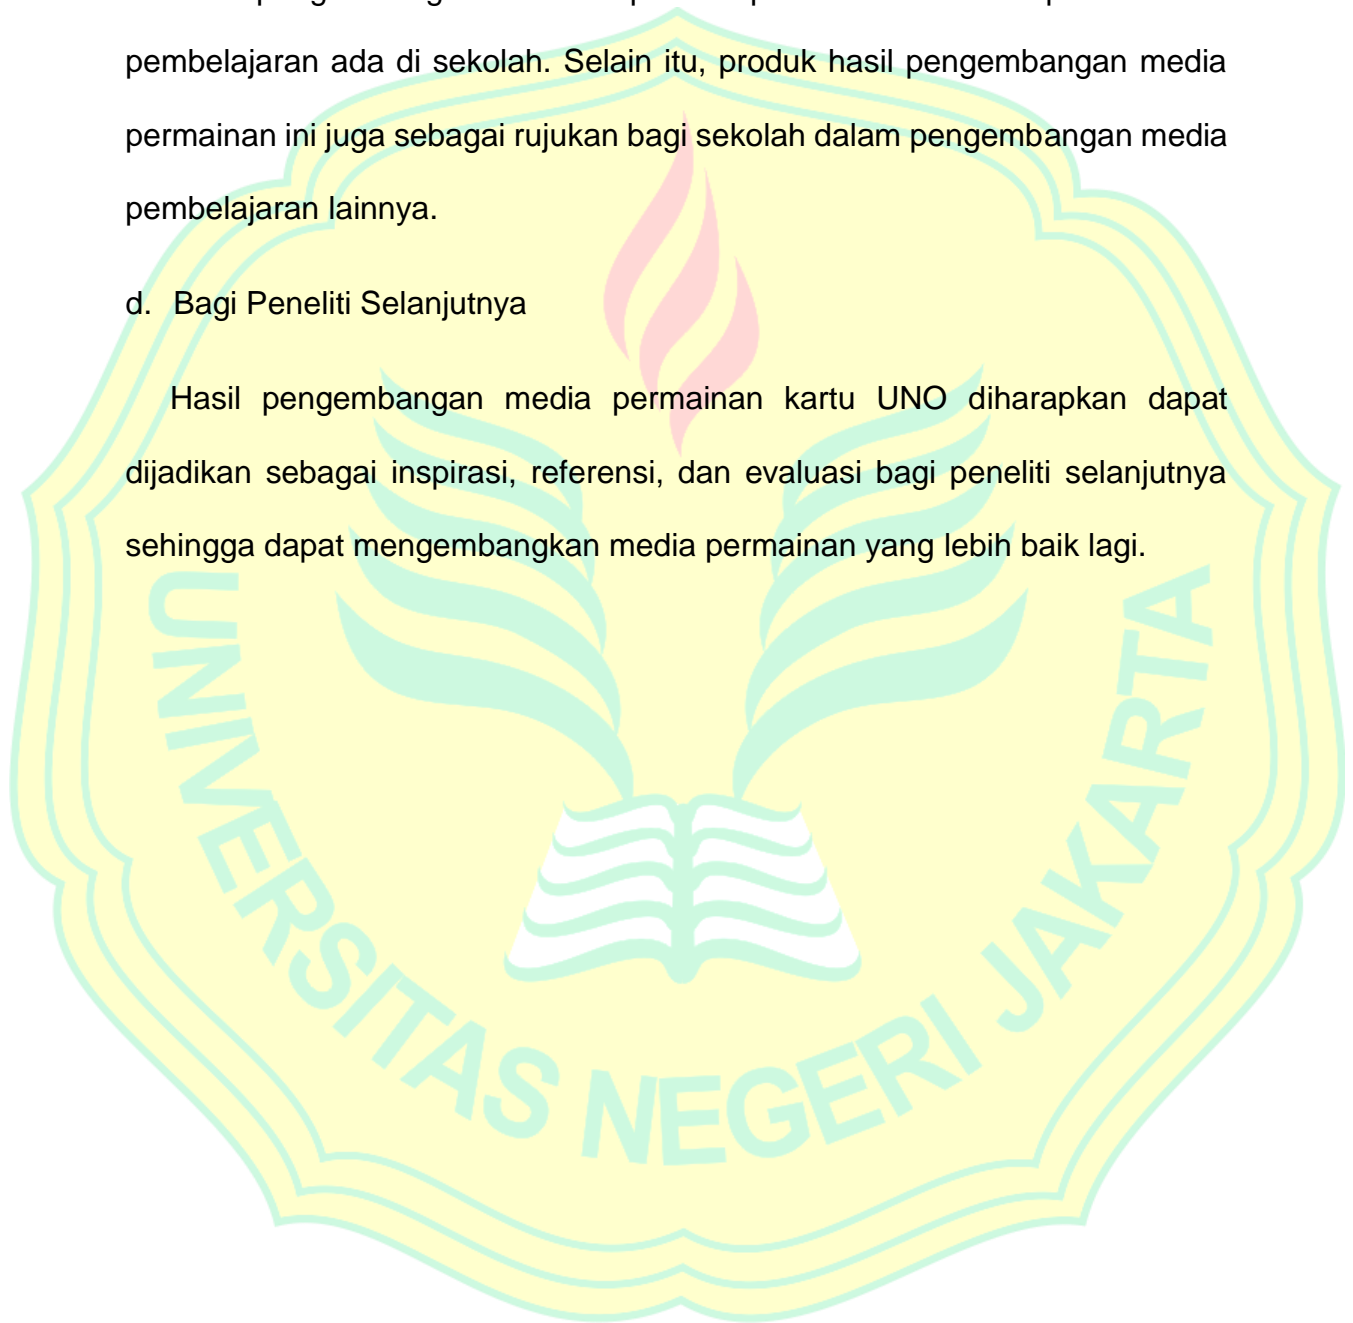 pembelajaran ada di sekolah. Selain itu, produk hasil pengembangan media
permainan ini juga sebagai rujukan bagi sekolah dalam pengembangan media
pembelajaran lainnya.
d. Bagi Peneliti Selanjutnya
Hasil pengembangan media permainan kartu UNO diharapkan dapat
dijadikan sebagai inspirasi, referensi, dan evaluasi bagi peneliti selanjutnya
sehingga dapat mengembangkan media permainan yang lebih baik lagi.
UNIVERSITAS NEGERI JAKARTA